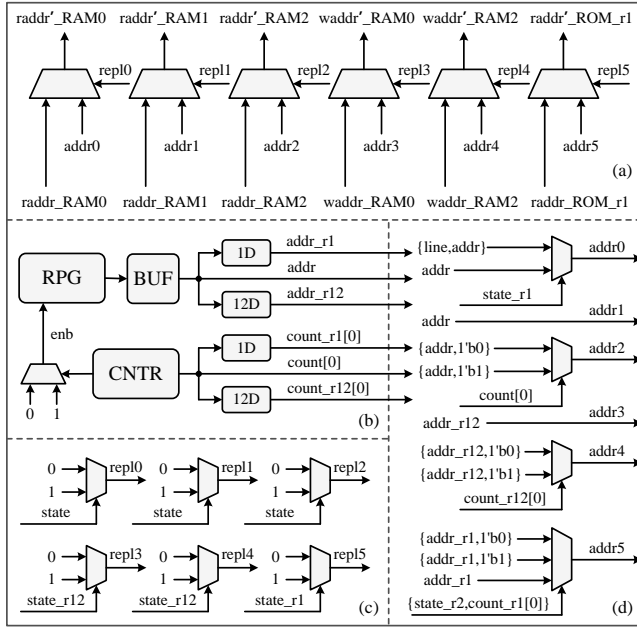 raddr′_RAM0 raddr′_RAM1 raddr′_RAM2 waddr′_RAM0 waddr′_RAM2 raddr′_ROM_r1
repl0 repl1 repl2 repl3 repl4 repl5
addr0 addr1 addr2 addr3 addr4 addr5
(a)
raddr_RAM0 raddr_RAM1 raddr_RAM2 waddr_RAM0 waddr_RAM2 raddr_ROM_r1
RPG
BUF
1D
addr_r1
addr
12D
addr_r12
enb
CNTR
1D
count_r1[0]
count[0]
12D
count_r12[0]
0 1
(b)
0 repl0 0 repl1 0 repl2
1 1 1
state state state
0 repl3 0 repl4 0 repl5
1 1 1
state_r12 state_r12 state_r1
(c)
{line,addr}
addr0
addr
state_r1
addr addr1
{addr,1'b0}
addr2
{addr,1'b1}
count[0]
addr_r12 addr3
{addr_r12,1'b0}
addr4
{addr_r12,1'b1}
count_r12[0]
{addr_r1,1'b0}
{addr_r1,1'b1}
addr5
addr_r1
{state_r2,count_r1[0]}
(d)